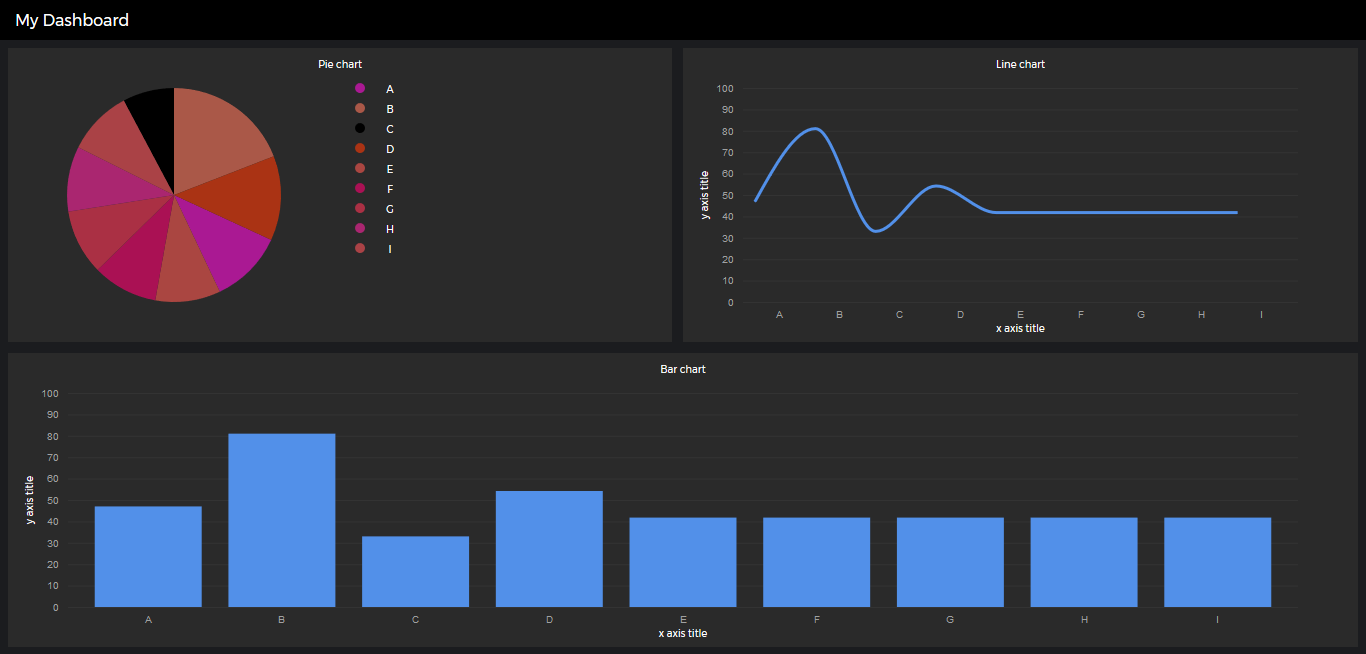 My Dashboard
Pie chart
A
B
C
D
E
F
G
H
I
Line chart
100
90
80
70
60
50
40
30
20
10
0
y axis title
A B C D E F G H I
x axis title
Bar chart
100
90
80
70
60
50
40
30
20
10
0
y axis title
A B C D E F G H I
x axis title